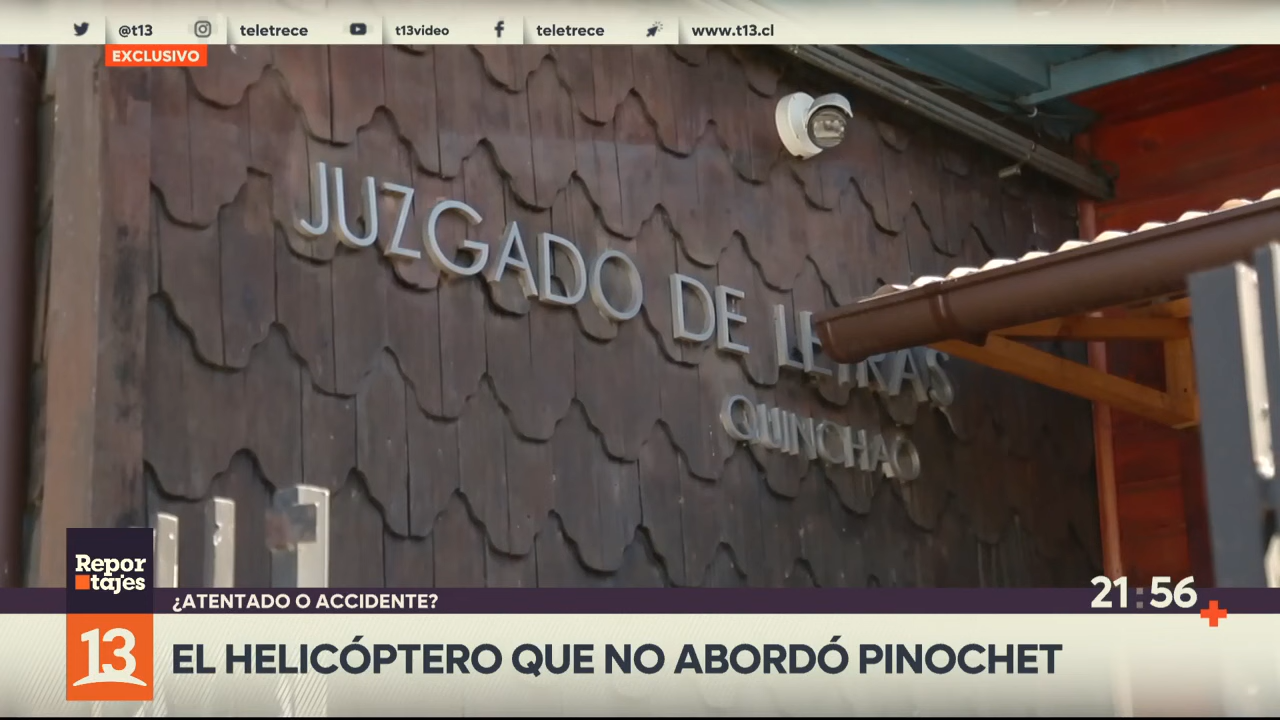 @t13 teletrece t13video teletrece www.t13.cl
EXCLUSIVO
JUZGADO DE LETRAS
QUINCHAO
Repor
tajes
21:56
¿ATENTADO O ACCIDENTE?
13
EL HELICÓPTERO QUE NO ABORDÓ PINOCHET